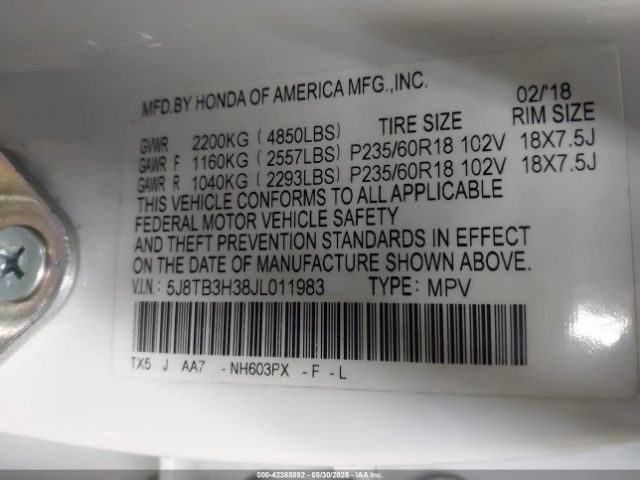 MFD.BY HONDA OF AMERICA MFG.,INC. 02/'18
GVWR 2200KG ( 4850LBS) TIRE SIZE RIM SIZE
GAWR F 1160KG ( 2557LBS) P235/60R18 102V 18X7.5J
GAWR R 1040KG ( 2293LBS) P235/60R18 102V 18X7.5J
THIS VEHICLE CONFORMS TO ALL APPLICABLE
FEDERAL MOTOR VEHICLE SAFETY
AND THEFT PREVENTION STANDARDS IN EFFECT
ON THE DATE OF MANUFACTURE SHOWN ABOVE.
V.I.N.: 5J8TB3H38JL011983 TYPE: MPV
TX5 J AA7 - NH603PX - F - L
000-42385892 - 05/30/2025 - IAAI.COM